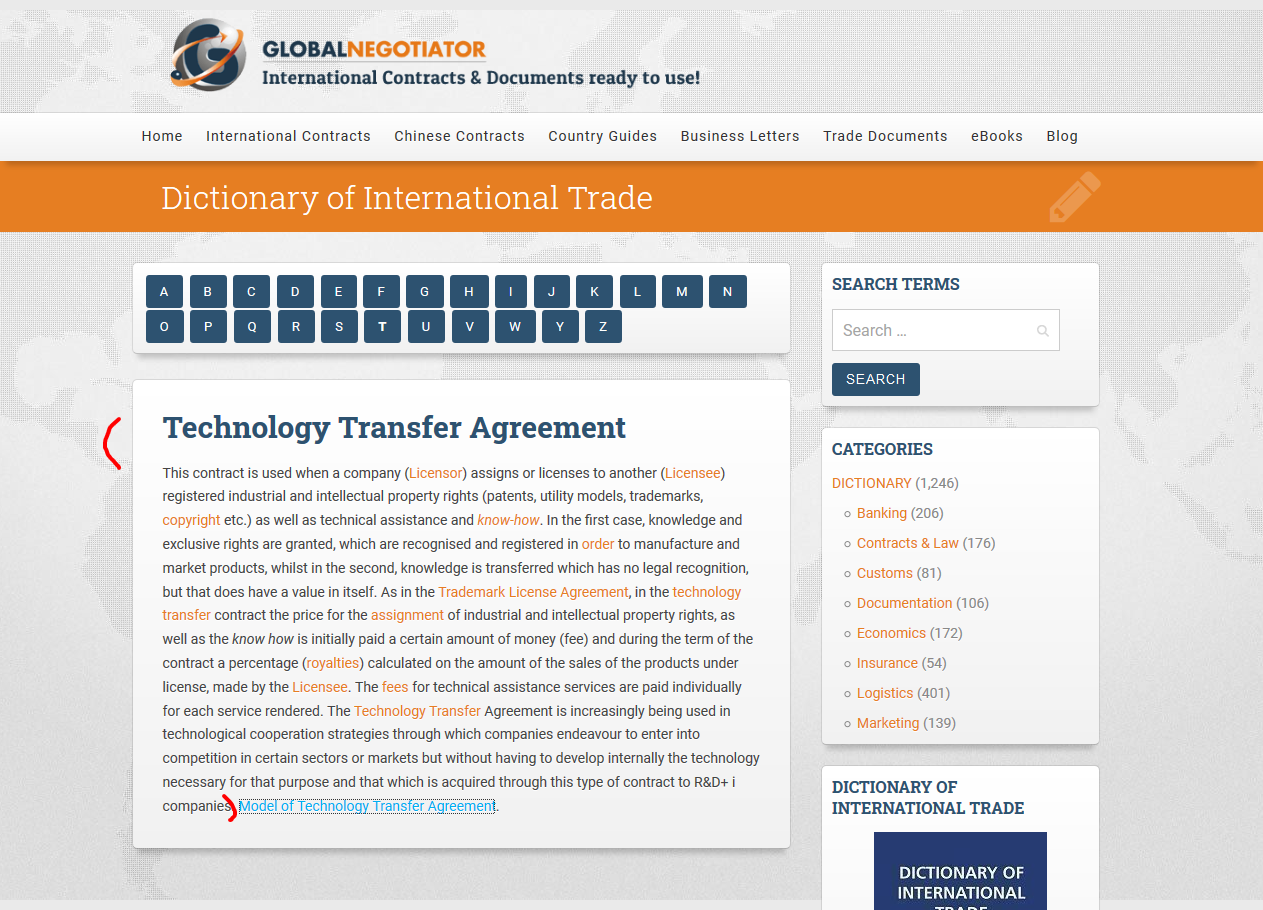 GLOBALNEGOTIATOR
International Contracts & Documents ready to use!
Home International Contracts Chinese Contracts Country Guides Business Letters Trade Documents eBooks Blog
Dictionary of International Trade
A B C D E F G H I J K L M N
O P Q R S T U V W Y Z
Technology Transfer Agreement
This contract is used when a company (Licensor) assigns or licenses to another (Licensee)
registered industrial and intellectual property rights (patents, utility models, trademarks,
copyright etc.) as well as technical assistance and know-how. In the first case, knowledge and
exclusive rights are granted, which are recognised and registered in order to manufacture and
market products, whilst in the second, knowledge is transferred which has no legal recognition,
but that does have a value in itself. As in the Trademark License Agreement, in the technology
transfer contract the price for the assignment of industrial and intellectual property rights, as
well as the know how is initially paid a certain amount of money (fee) and during the term of the
contract a percentage (royalties) calculated on the amount of the sales of the products under
license, made by the Licensee. The fees for technical assistance services are paid individually
for each service rendered. The Technology Transfer Agreement is increasingly being used in
technological cooperation strategies through which companies endeavour to enter into
competition in certain sectors or markets but without having to develop internally the technology
necessary for that purpose and that which is acquired through this type of contract to R&D+ i
companies. Model of Technology Transfer Agreement.
SEARCH TERMS
Search ...
SEARCH
CATEGORIES
DICTIONARY (1,246)
Banking (206)
Contracts & Law (176)
Customs (81)
Documentation (106)
Economics (172)
Insurance (54)
Logistics (401)
Marketing (139)
DICTIONARY OF
INTERNATIONAL TRADE
DICTIONARY OF
INTERNATIONAL
TRADE